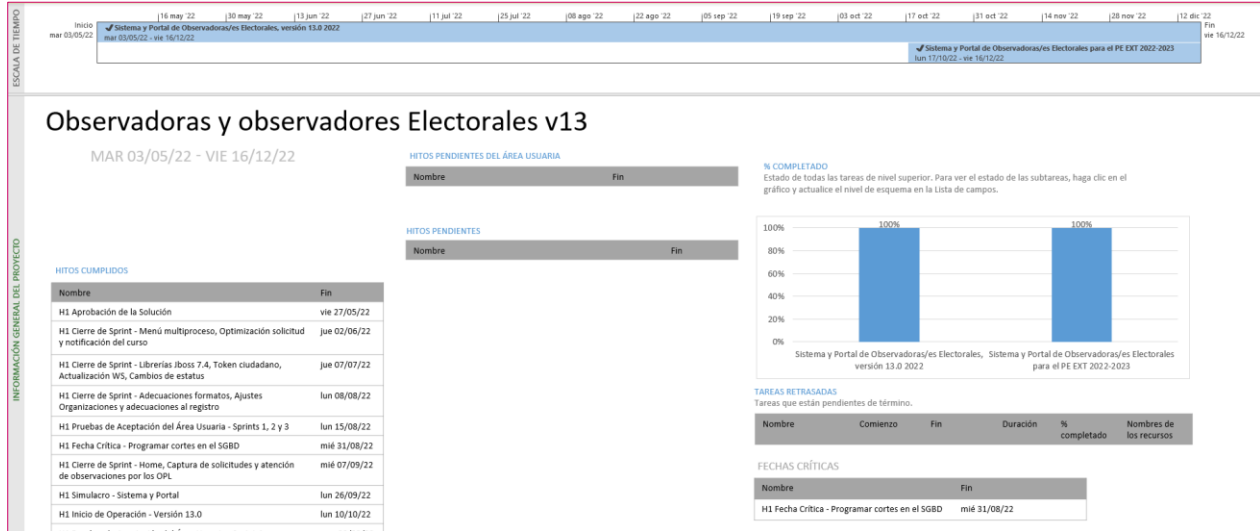 ESCALA DE TIEMPO
16 may '22 30 may '22 13 jun '22 27 jun '22 11 jul '22 25 jul '22 08 ago '22 22 ago '22 05 sep '22 19 sep '22 03 oct '22 17 oct '22 31 oct '22 14 nov '22 28 nov '22 12 dic '22
Inicio
mar 03/05/22
✓ Sistema y Portal de Observadoras/es Electorales, versión 13.0 2022
mar 03/05/22 - vie 16/12/22
Fin
vie 16/12/22
✓ Sistema y Portal de Observadoras/es Electorales para el PE EXT 2022-2023
lun 17/10/22 - vie 16/12/22
INFORMACIÓN GENERAL DEL PROYECTO
Observadoras y observadores Electorales v13
MAR 03/05/22 - VIE 16/12/22
HITOS CUMPLIDOS
Nombre Fin
H1 Aprobación de la Solución vie 27/05/22
H1 Cierre de Sprint - Menú multiproceso, Optimización solicitud jue 02/06/22
y notificación del curso
H1 Cierre de Sprint - Librerías Jboss 7.4, Token ciudadano, jue 07/07/22
Actualización WS, Cambios de estatus
H1 Cierre de Sprint - Adecuaciones formatos, Ajustes lun 08/08/22
Organizaciones y adecuaciones al registro
H1 Pruebas de Aceptación del Área Usuaria - Sprints 1, 2 y 3 lun 15/08/22
H1 Fecha Crítica - Programar cortes en el SGBD mié 31/08/22
H1 Cierre de Sprint - Home, Captura de solicitudes y atención mié 07/09/22
de observaciones por los OPL
H1 Simulacro - Sistema y Portal lun 26/09/22
H1 Inicio de Operación - Versión 13.0 lun 10/10/22
HITOS PENDIENTES DEL ÁREA USUARIA
Nombre Fin
HITOS PENDIENTES
Nombre Fin
% COMPLETADO
Estado de todas las tareas de nivel superior. Para ver el estado de las subtareas, haga clic en el
gráfico y actualice el nivel de esquema en la Lista de campos.
100% 100% 100%
80%
60%
40%
20%
0%
Sistema y Portal de Observadoras/es Electorales, Sistema y Portal de Observadoras/es Electorales
versión 13.0 2022 para el PE EXT 2022-2023
TAREAS RETRASADAS
Tareas que están pendientes de término.
Nombre Comienzo Fin Duración % Nombres de
completado los recursos
FECHAS CRÍTICAS
Nombre Fin
H1 Fecha Crítica - Programar cortes en el SGBD mié 31/08/22